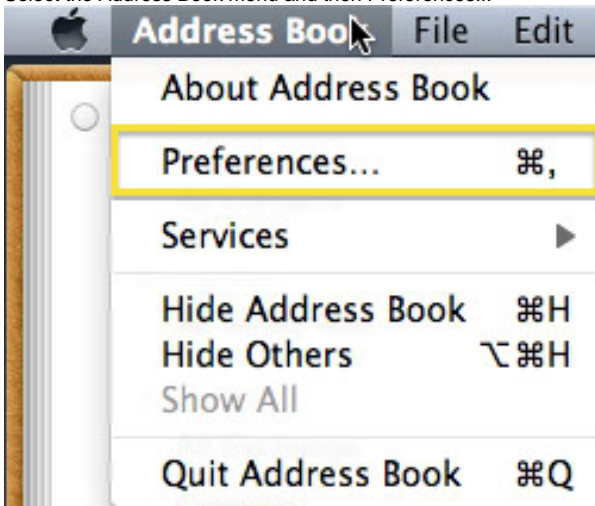 Select the Address Book menu and then Preferences...
Address Book File Edit
About Address Book
Preferences... ⌘,
Services
Hide Address Book ⌘H
Hide Others ⌥⌘H
Show All
Quit Address Book ⌘Q